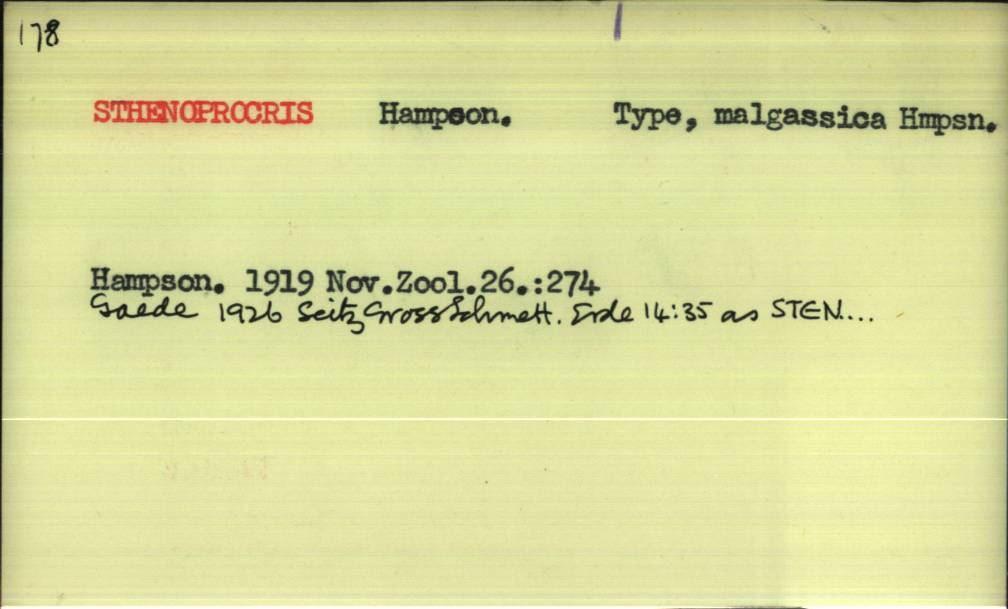 178
STHENOPROCRIS Hampson. Type, malgassica Hmpsn.
Hampson. 1919 Nov.Zool.26.:274
Gaede 1926 Seitz Gross Schmett. Erde 14:35 as STEN...